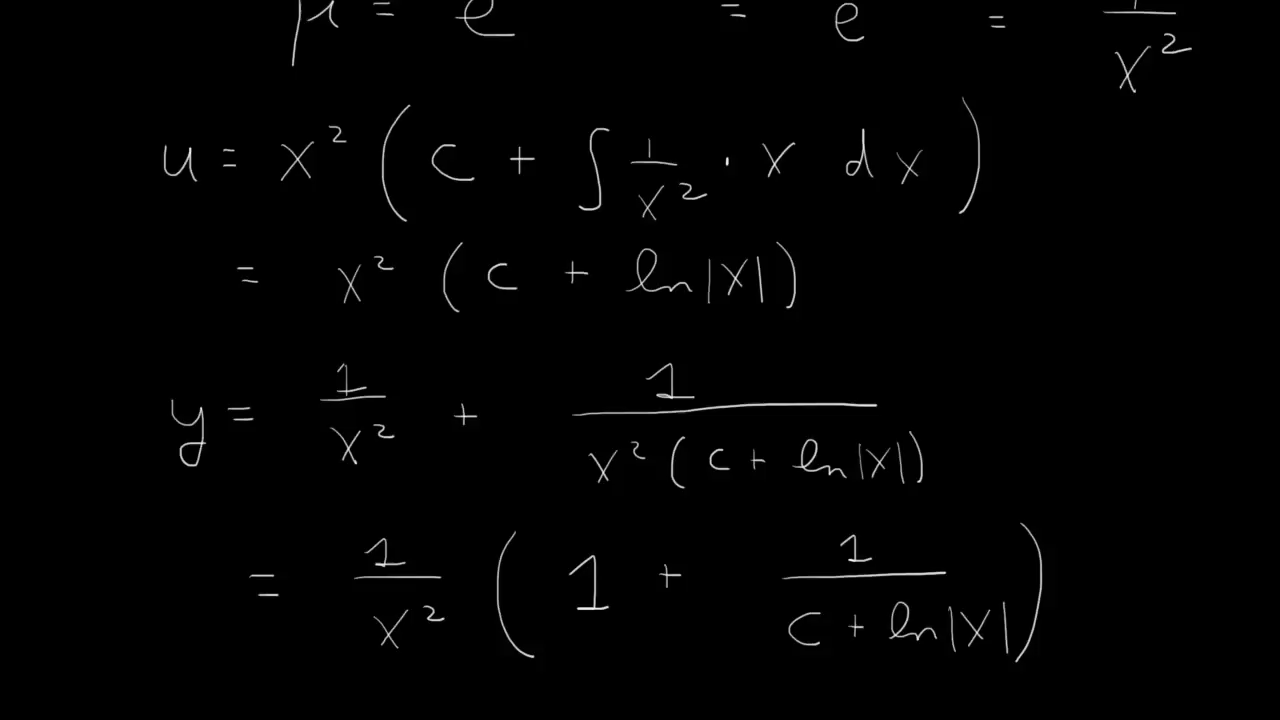 μ = e = e = 1/x²
u = x² ( c + ∫ 1/x² · x dx )
= x² ( c + ln|x| )
y = 1/x² + 1/(x² ( c + ln|x| ))
= 1/x² ( 1 + 1/(c + ln|x|) )